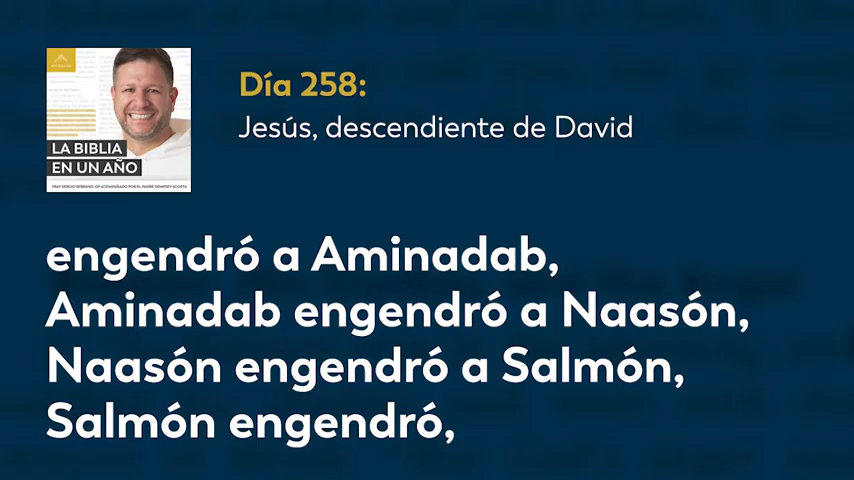 Día 258:
Jesús, descendiente de David
LA BIBLIA
EN UN AÑO
engendró a Aminadab,
Aminadab engendró a Naasón,
Naasón engendró a Salmón,
Salmón engendró,